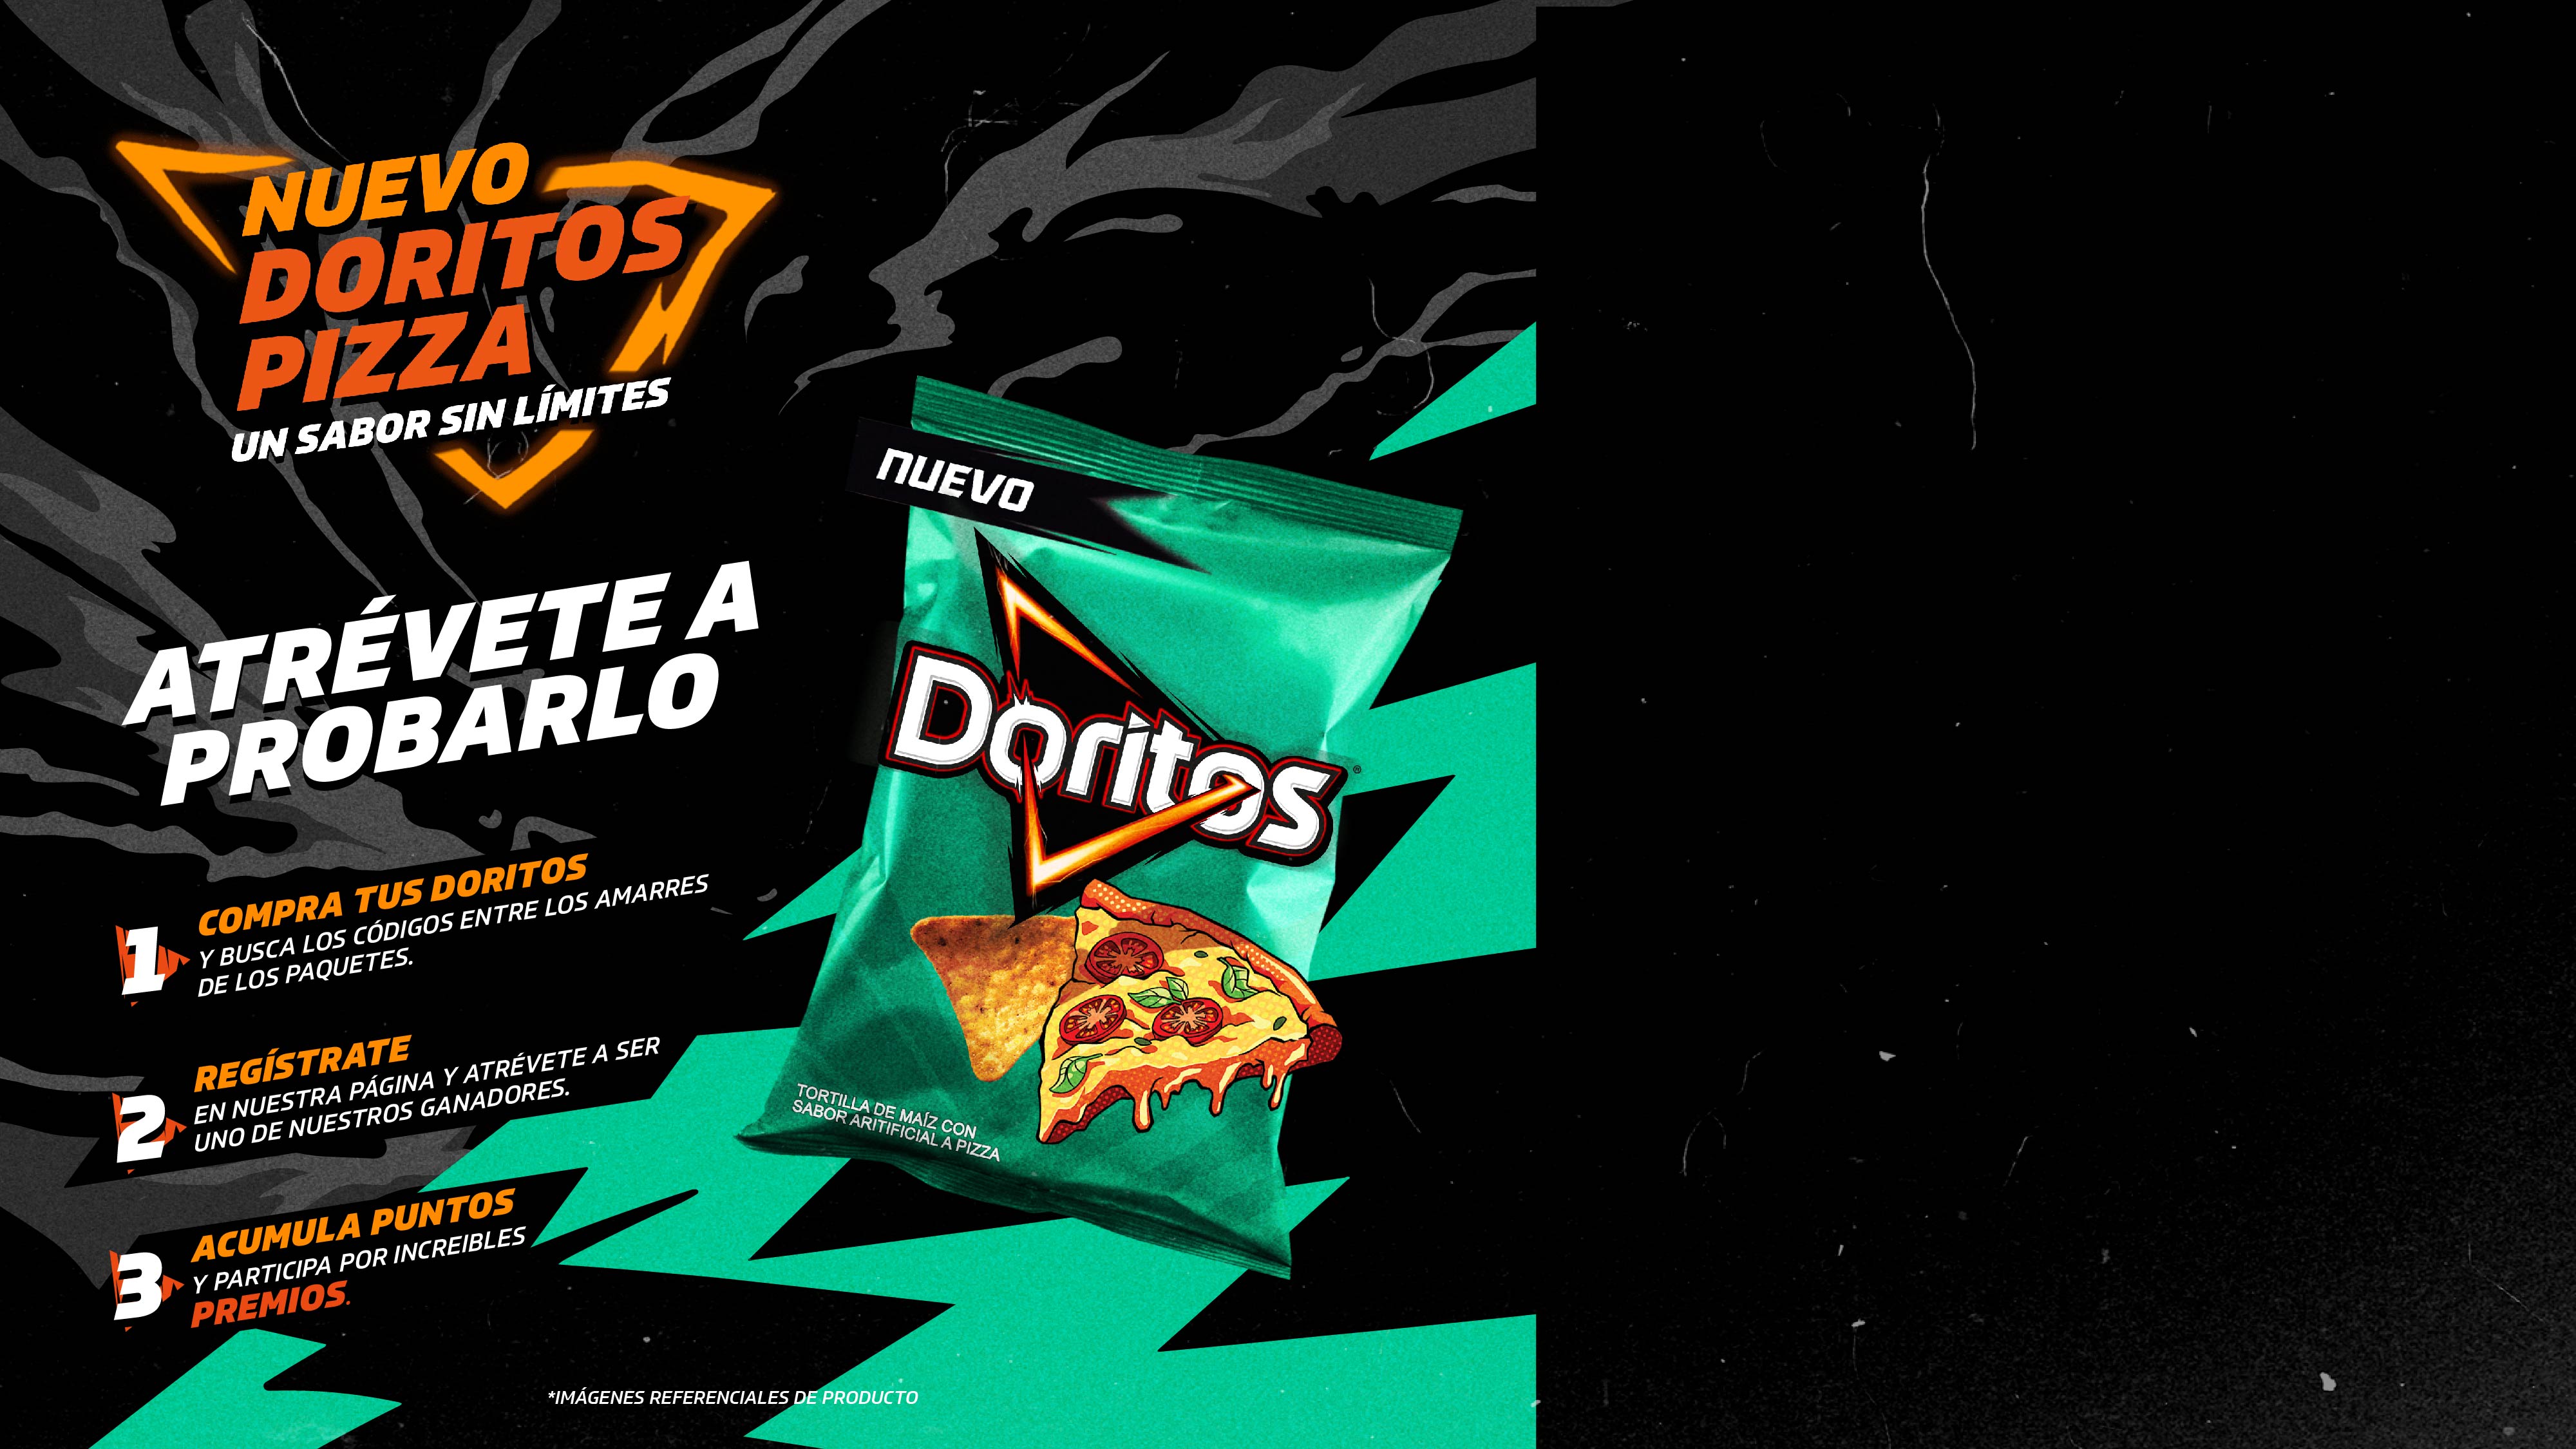 NUEVO
DORITOS
PIZZA
UN SABOR SIN LÍMITES
ATRÉVETE A
PROBARLO
1
COMPRA TUS DORITOS
Y BUSCA LOS CÓDIGOS ENTRE LOS AMARRES
DE LOS PAQUETES.
2
REGÍSTRATE
EN NUESTRA PÁGINA Y ATRÉVETE A SER
UNO DE NUESTROS GANADORES.
3
ACUMULA PUNTOS
Y PARTICIPA POR INCREIBLES
PREMIOS.
NUEVO
Doritos®
TORTILLA DE MAÍZ CON
SABOR ARITIFICIAL A PIZZA
*IMÁGENES REFERENCIALES DE PRODUCTO